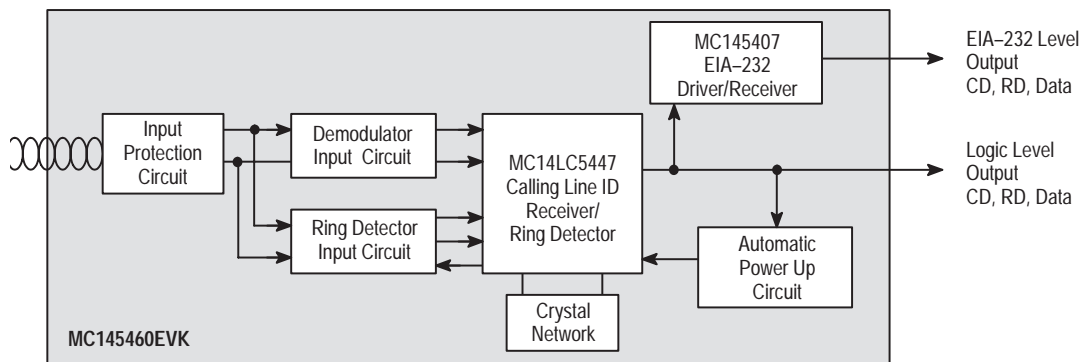 MC145407
EIA–232
Driver/Receiver
EIA–232 Level
Output
CD, RD, Data
Input
Protection
Circuit
Demodulator
Input Circuit
MC14LC5447
Calling Line ID
Receiver/
Ring Detector
Logic Level
Output
CD, RD, Data
Ring Detector
Input Circuit
Automatic
Power Up
Circuit
Crystal
Network
MC145460EVK